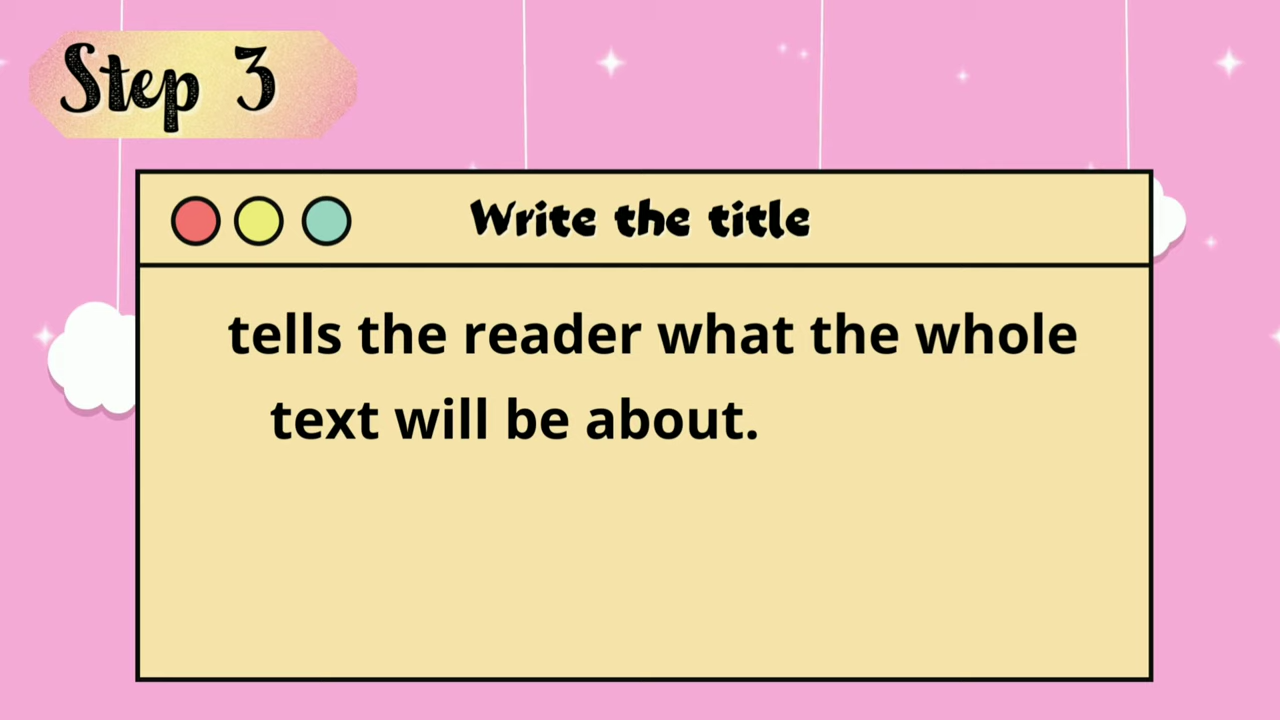 Step 3
Write the title
tells the reader what the whole
text will be about.